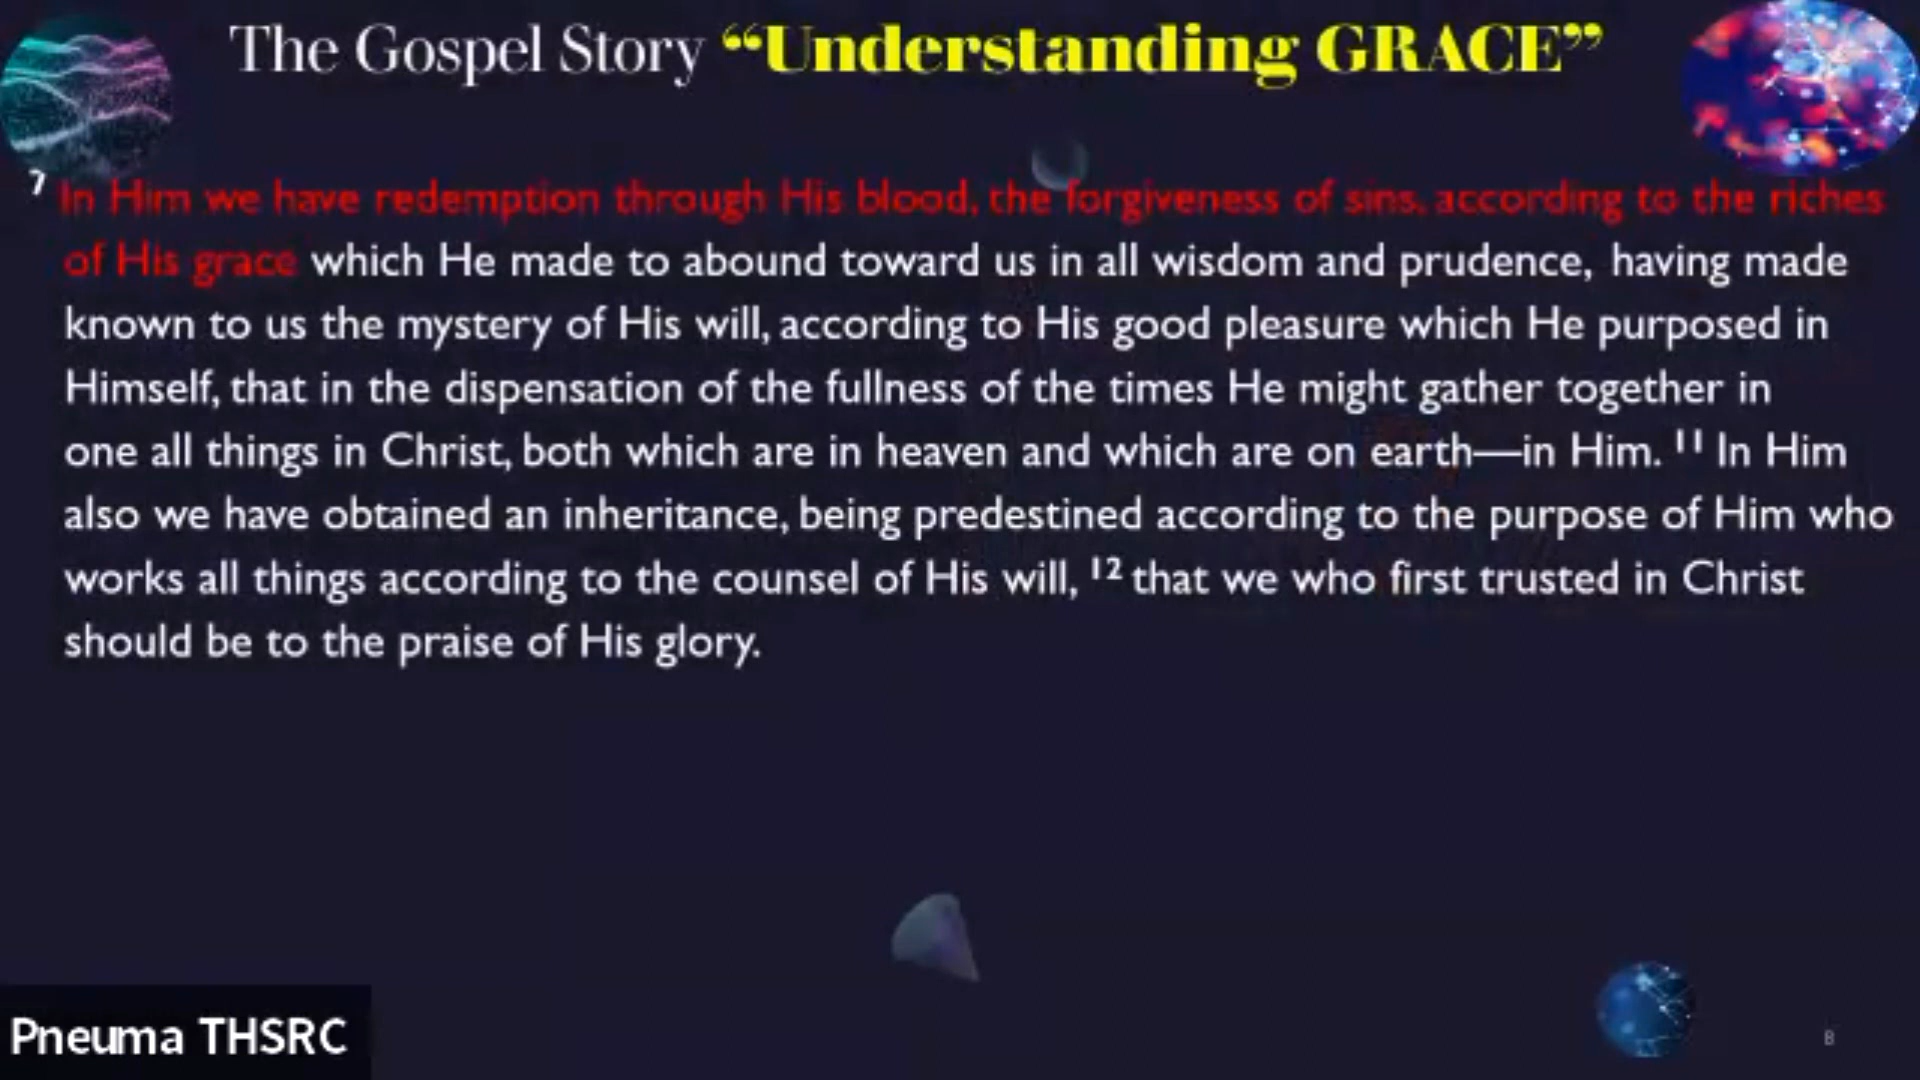 The Gospel Story “Understanding GRACE”
7 In Him we have redemption through His blood, the forgiveness of sins, according to the riches
of His grace which He made to abound toward us in all wisdom and prudence, having made
known to us the mystery of His will, according to His good pleasure which He purposed in
Himself, that in the dispensation of the fullness of the times He might gather together in
one all things in Christ, both which are in heaven and which are on earth—in Him. 11 In Him
also we have obtained an inheritance, being predestined according to the purpose of Him who
works all things according to the counsel of His will, 12 that we who first trusted in Christ
should be to the praise of His glory.
Pneuma THSRC
8